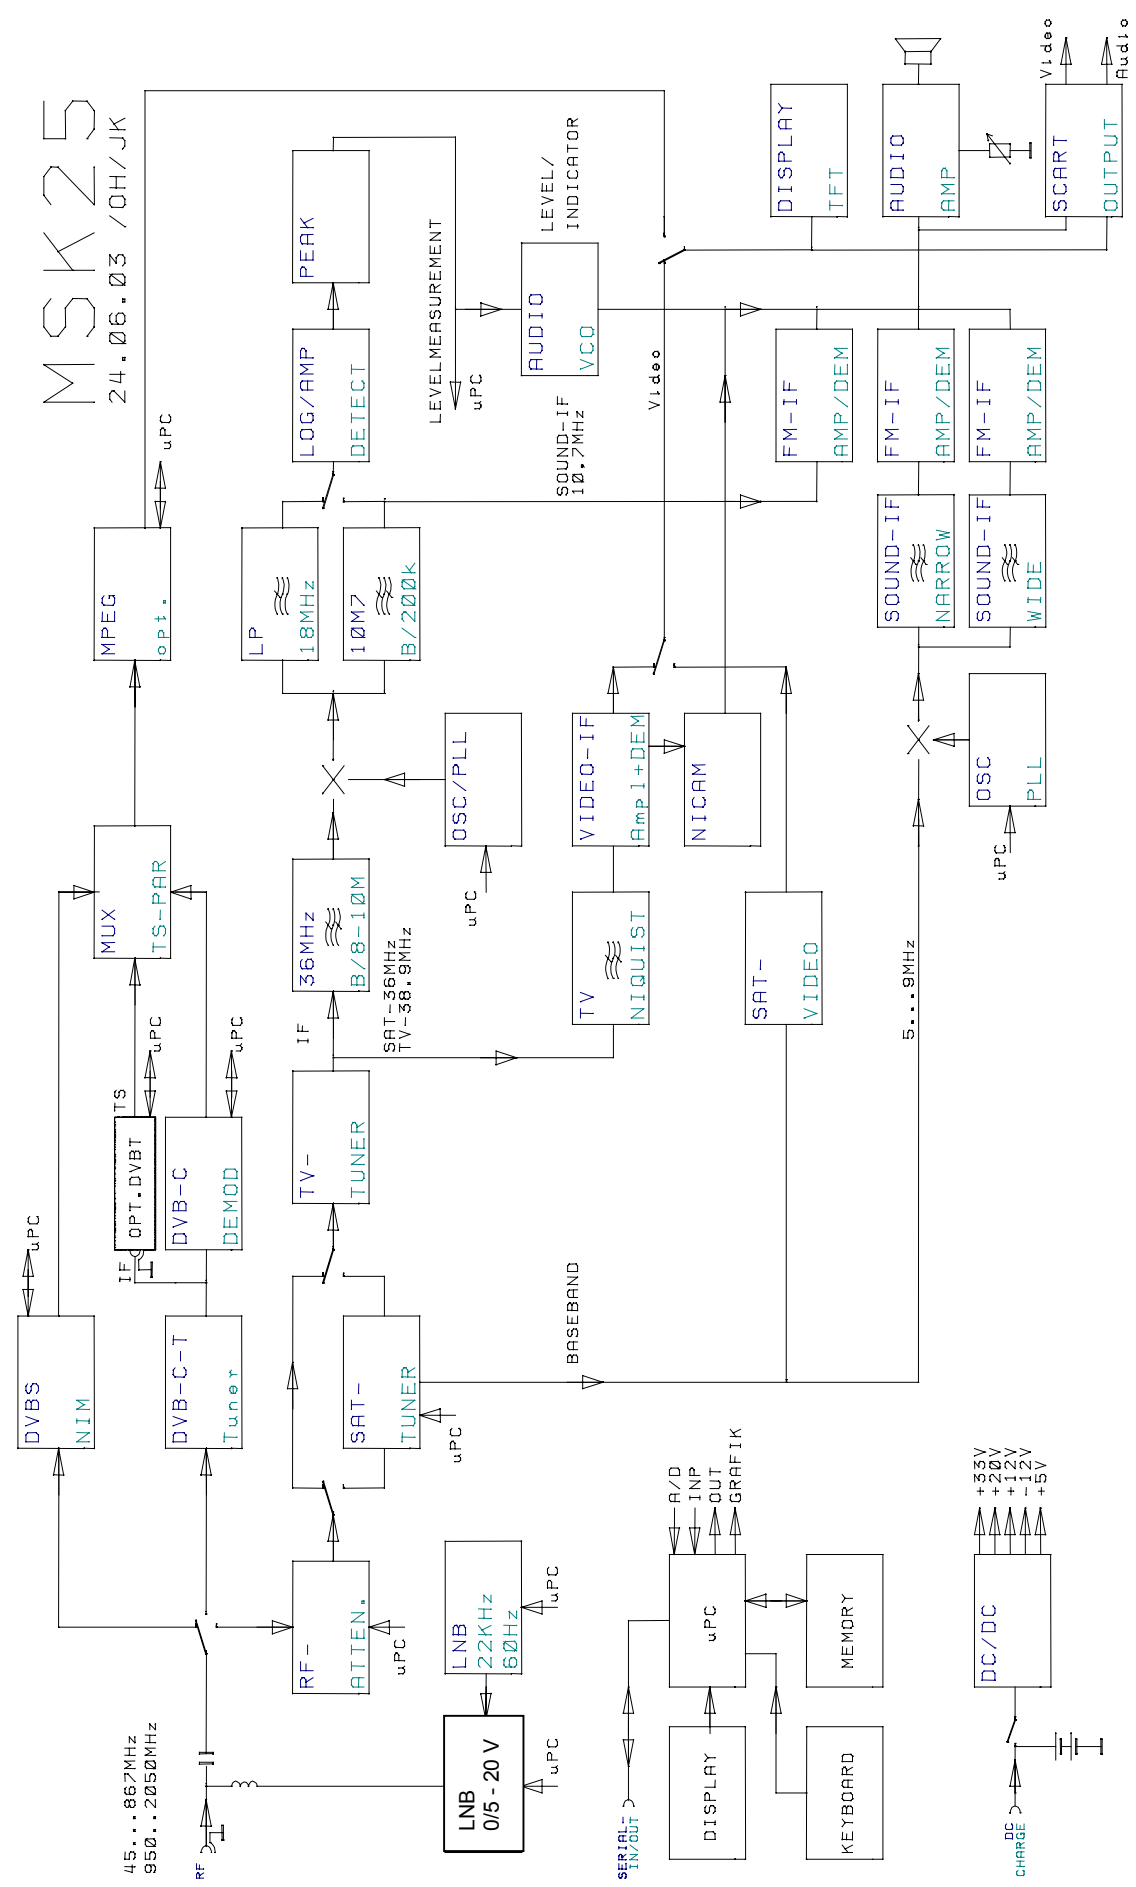 MSK25
24.06.03 /OH/JK
45...867MHz
950..2050MHz
RF
DVBS
NIM
uPC
DVB-C-T
Tuner
IF
OPT.DVBT
TS
uPC
DVB-C
DEMOD
uPC
MUX
TS-PAR
MPEG
opt.
uPC
RF-
ATTEN.
uPC
SAT-
TUNER
uPC
TV-
TUNER
IF
36MHz
B/8-10M
SAT-36MHz
TV-38.9MHz
OSC/PLL
uPC
LP
18MHz
10M7
B/200k
LOG/AMP
DETECT
PEAK
LEVELMEASUREMENT
uPC
AUDIO
VCO
LEVEL/
INDICATOR
SOUND-IF
10,7MHz
LNB
22KHz
60Hz
uPC
LNB
0/5 - 20 V
uPC
BASEBAND
TV
NIQUIST
VIDEO-IF
Ampl+DEM
NICAM
SAT-
VIDEO
Video
5...9MHz
OSC
PLL
uPC
SOUND-IF
NARROW
SOUND-IF
WIDE
FM-IF
AMP/DEM
FM-IF
AMP/DEM
FM-IF
AMP/DEM
DISPLAY
TFT
AUDIO
AMP
SCART
OUTPUT
Video
Audio
SERIAL-
IN/OUT
DISPLAY
KEYBOARD
uPC
MEMORY
A/D
INP
OUT
GRAFIK
DC
CHARGE
DC/DC
+33V
+20V
+12V
-12V
+5V